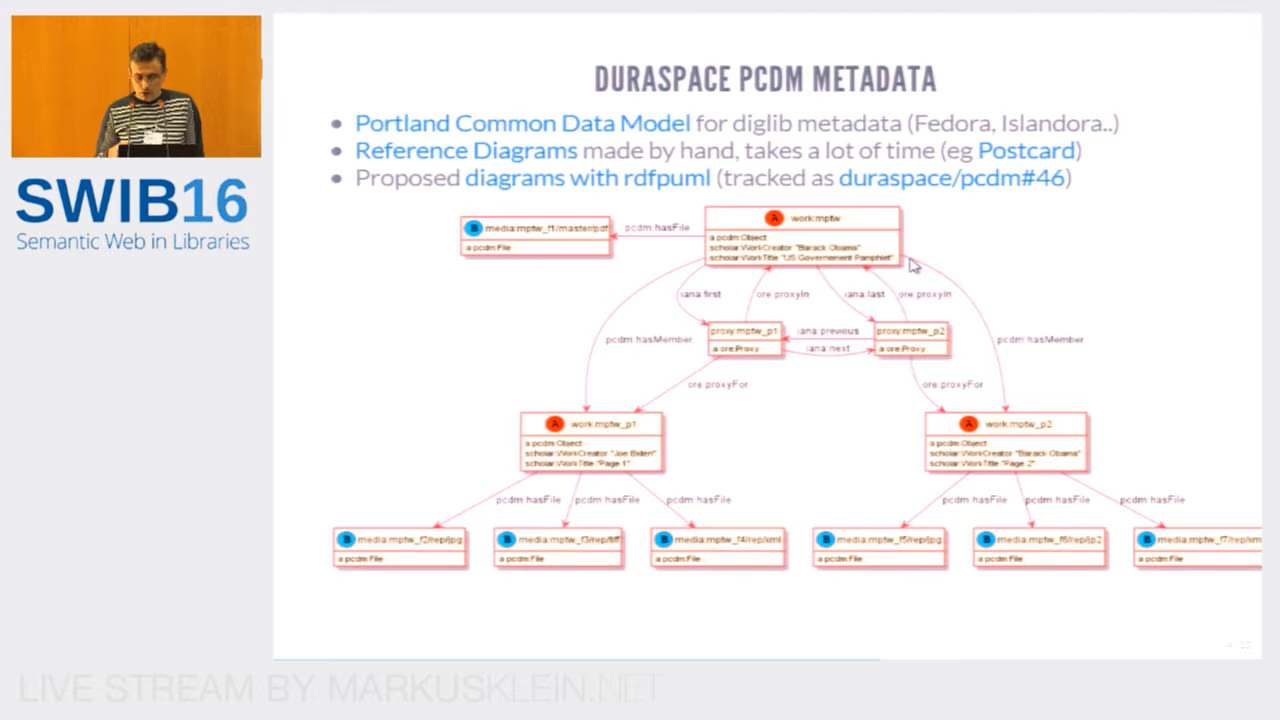 DURASPACE PCDM METADATA
Portland Common Data Model for diglib metadata (Fedora, Islandora..)
Reference Diagrams made by hand, takes a lot of time (eg Postcard)
Proposed diagrams with rdfpuml (tracked as duraspace/pcdm#46)
SWIB16
Semantic Web in Libraries
B media:mptw_f1/master/pdf
a pcdm:File
pcdm:hasFile
A work:mptw
a pcdm:Object
scholar:WorkCreator "Barack Obama"
scholar:WorkTitle "US Governement Pamphlet"
iana:first
ore:proxyIn
iana:last
ore:proxyIn
pcdm:hasMember
proxy:mptw_p1
a ore:Proxy
iana:previous
iana:next
proxy:mptw_p2
a ore:Proxy
pcdm:hasMember
ore:proxyFor
ore:proxyFor
A work:mptw_p1
a pcdm:Object
scholar:WorkCreator "Joe Biden"
scholar:WorkTitle "Page 1"
A work:mptw_p2
a pcdm:Object
scholar:WorkCreator "Barack Obama"
scholar:WorkTitle "Page 2"
pcdm:hasFile
pcdm:hasFile
pcdm:hasFile
pcdm:hasFile
pcdm:hasFile
pcdm:hasFile
B media:mptw_f2/rep/jpg
a pcdm:File
B media:mptw_f3/rep/tiff
a pcdm:File
B media:mptw_f4/rep/xml
a pcdm:File
B media:mptw_f5/rep/jpg
a pcdm:File
B media:mptw_f6/rep/jp2
a pcdm:File
B media:mptw_f7/rep/xm
a pcdm:File
LIVE STREAM BY MARKUSKLEIN.NET